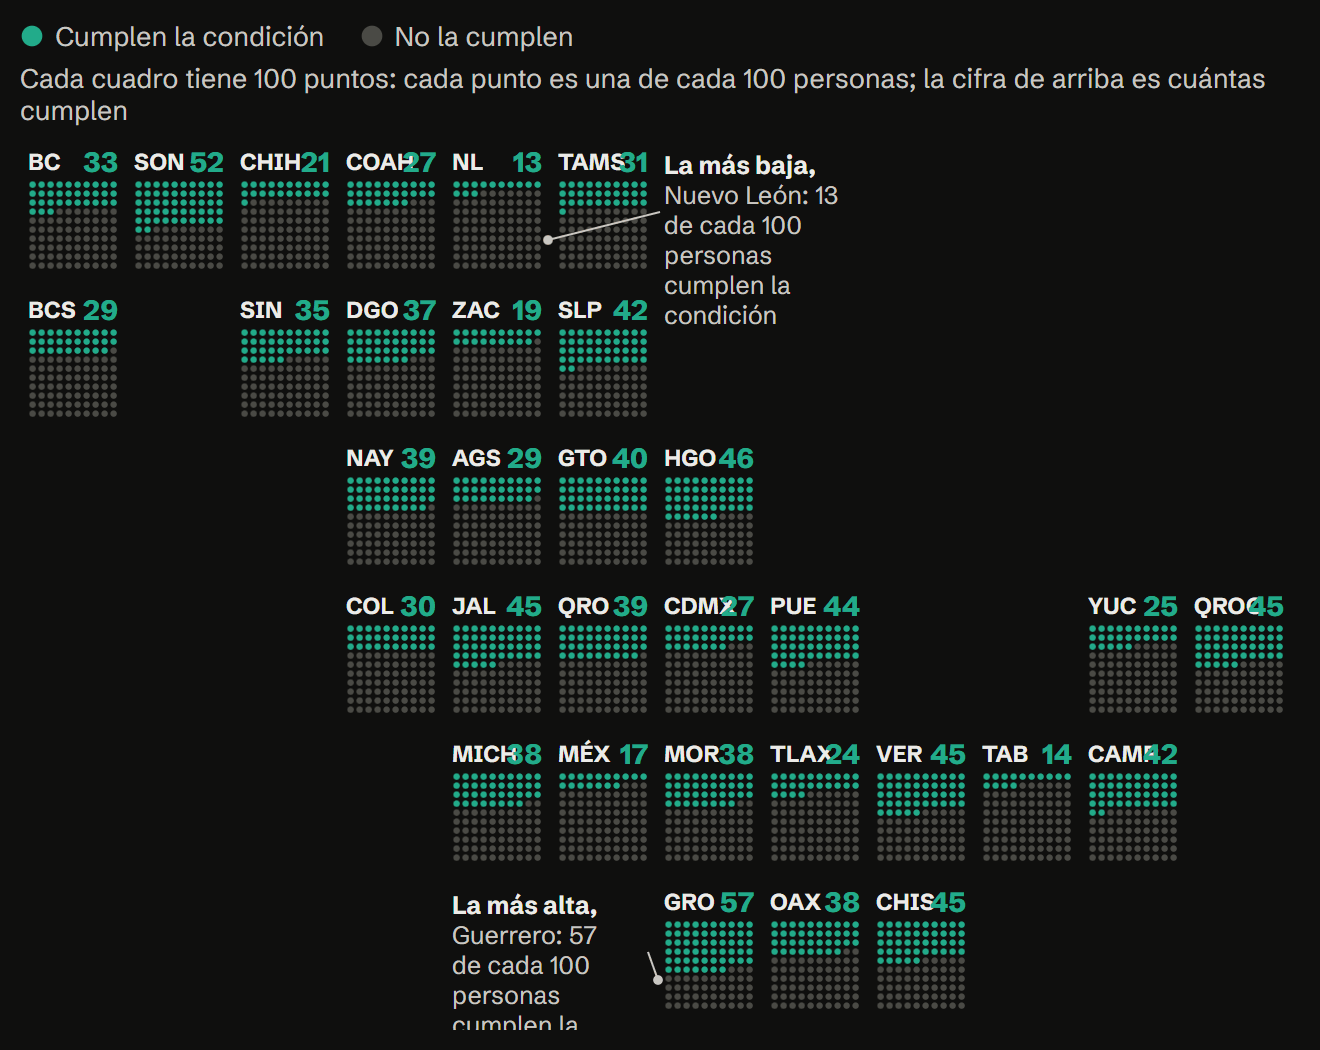 Cumplen la condición No la cumplen
Cada cuadro tiene 100 puntos: cada punto es una de cada 100 personas; la cifra de arriba es cuántas
cumplen
BC 33 SON 52 CHIH 21 COAH 27 NL 13 TAMS 31
La más baja,
Nuevo León: 13
de cada 100
personas
cumplen la
condición
BCS 29 SIN 35 DGO 37 ZAC 19 SLP 42
NAY 39 AGS 29 GTO 40 HGO 46
COL 30 JAL 45 QRO 39 CDMX 27 PUE 44 YUC 25 QROO 45
MICH 38 MÉX 17 MOR 38 TLAX 24 VER 45 TAB 14 CAMP 42
GRO 57 OAX 38 CHIS 45
La más alta,
Guerrero: 57
de cada 100
personas
cumplen la